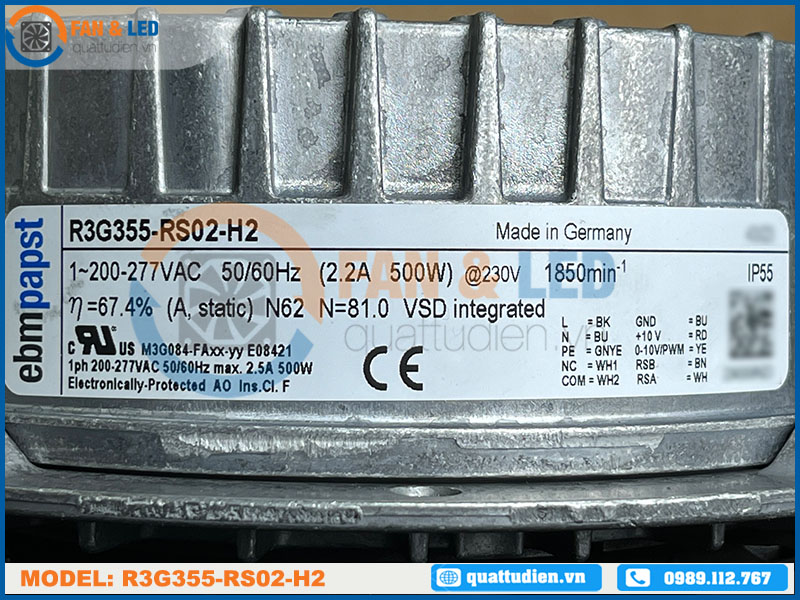 FAN & LED
quattudien.vn
ebmpapst
R3G355-RS02-H2 Made in Germany
1~200-277VAC 50/60Hz (2.2A 500W) @230V 1850min-1 IP55
η=67.4% (A, static) N62 N=81.0 VSD integrated
C UR US M3G084-FAxx-yy E08421
1ph 200-277VAC 50/60Hz max. 2.5A 500W
Electronically-Protected AO Ins.Cl. F
CE
L = BK GND = BU
N = BU +10 V = RD
PE = GNYE 0-10V/PWM = YE
NC = WH1 RSB = BN
COM = WH2 RSA = WH
FAN & LED
quattudien.vn
MODEL: R3G355-RS02-H2 quattudien.vn 0989.112.767